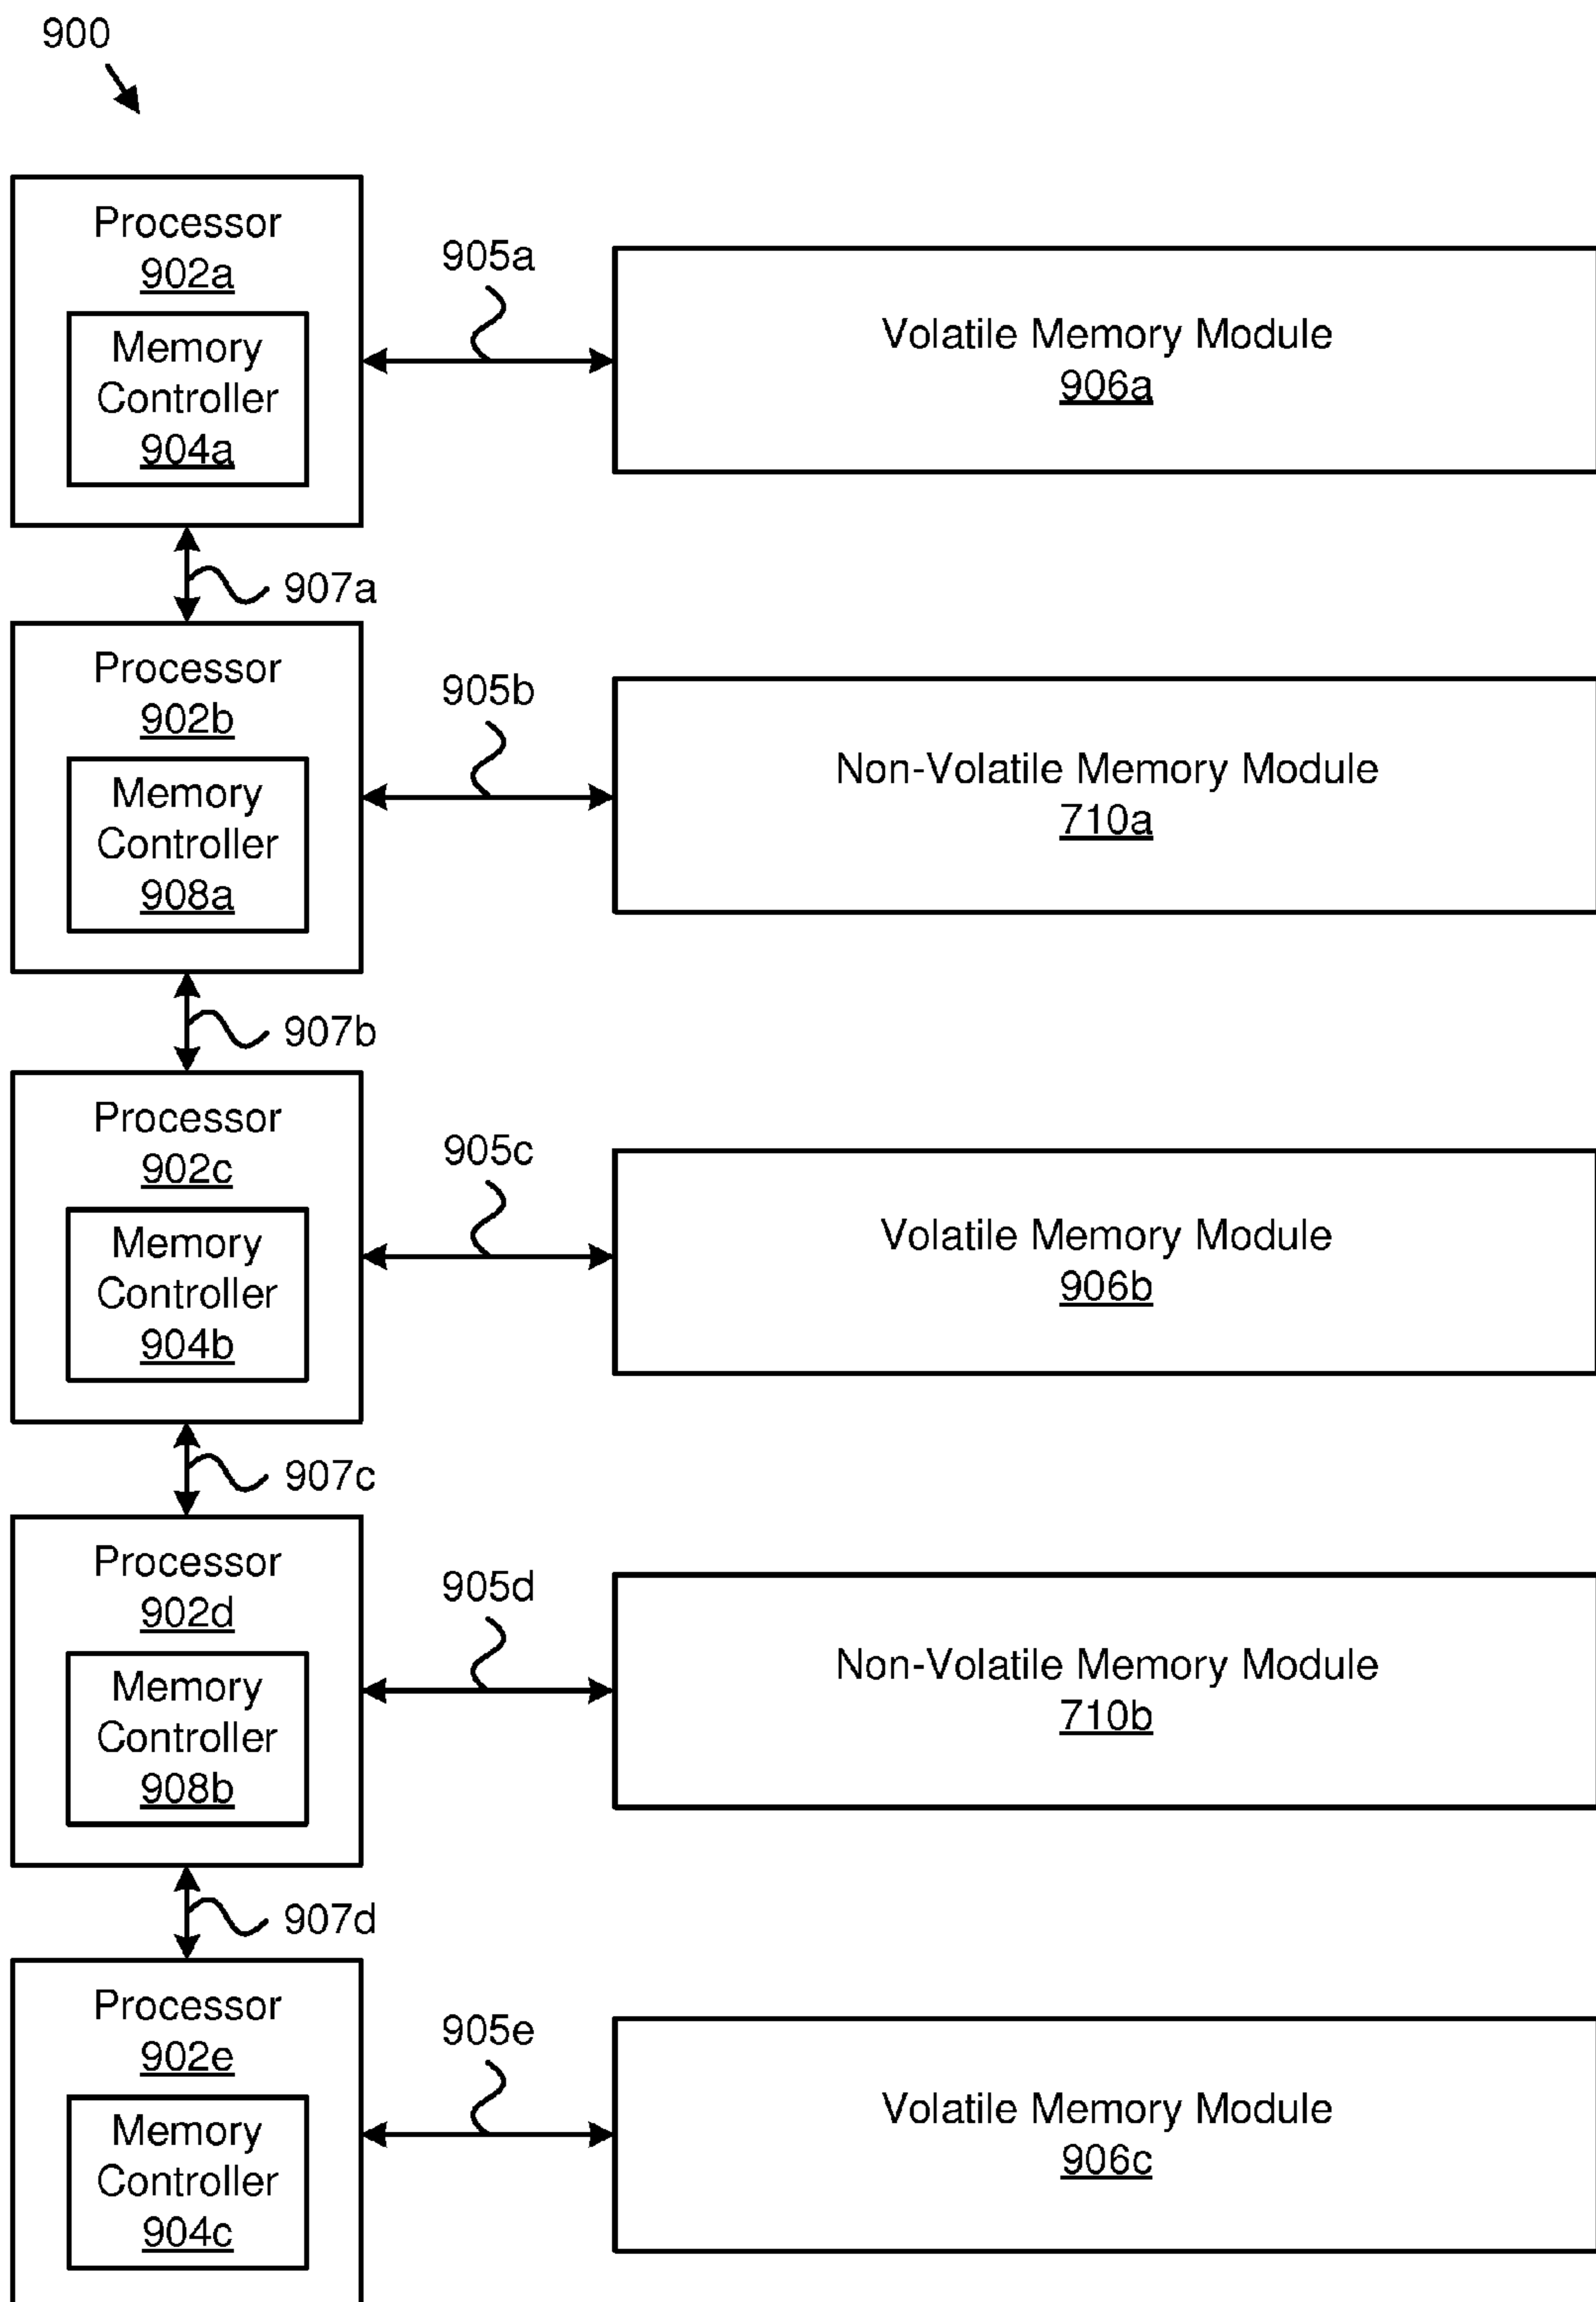 900
Processor
902a
Memory
Controller
904a
905a
Volatile Memory Module
906a
907a
Processor
902b
Memory
Controller
908a
905b
Non-Volatile Memory Module
710a
907b
Processor
902c
Memory
Controller
904b
905c
Volatile Memory Module
906b
907c
Processor
902d
Memory
Controller
908b
905d
Non-Volatile Memory Module
710b
907d
Processor
902e
Memory
Controller
904c
905e
Volatile Memory Module
906c